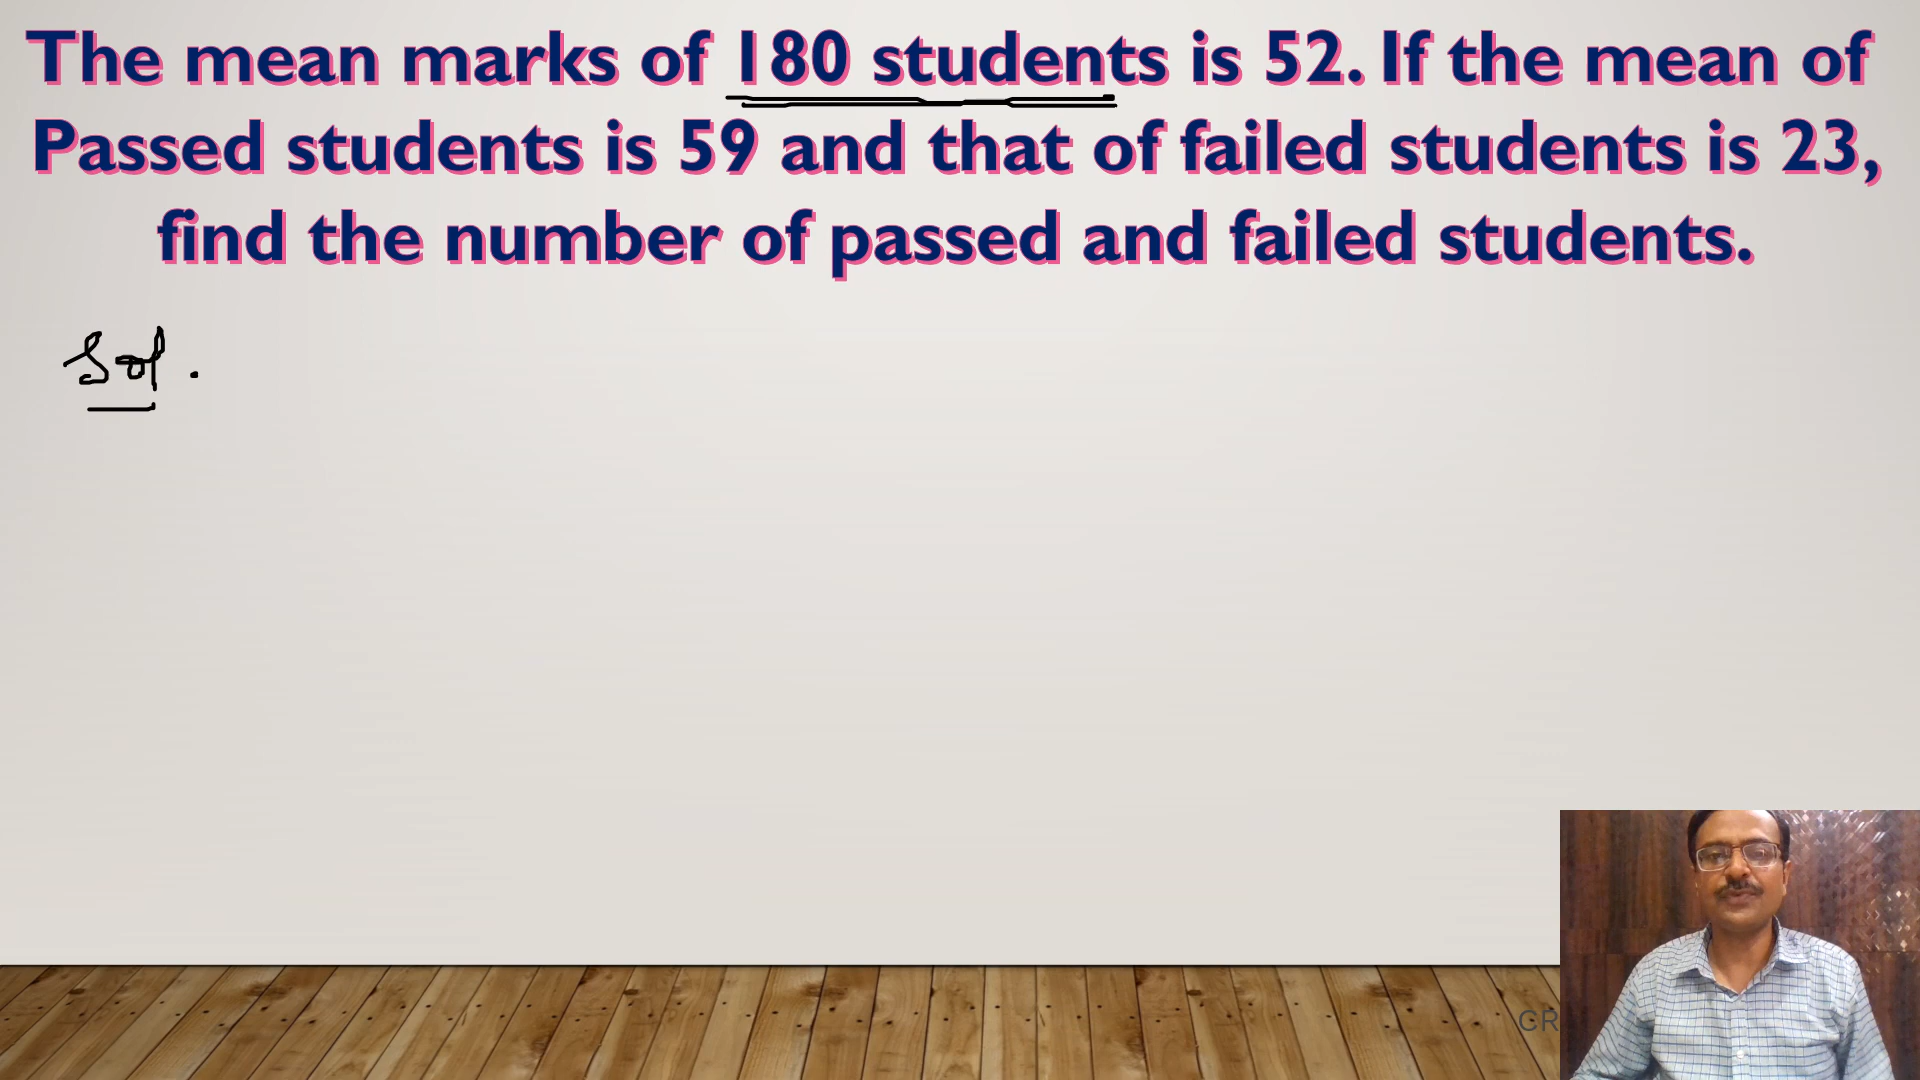 The mean marks of 180 students is 52. If the mean of
Passed students is 59 and that of failed students is 23,
find the number of passed and failed students.
Sol.
CR